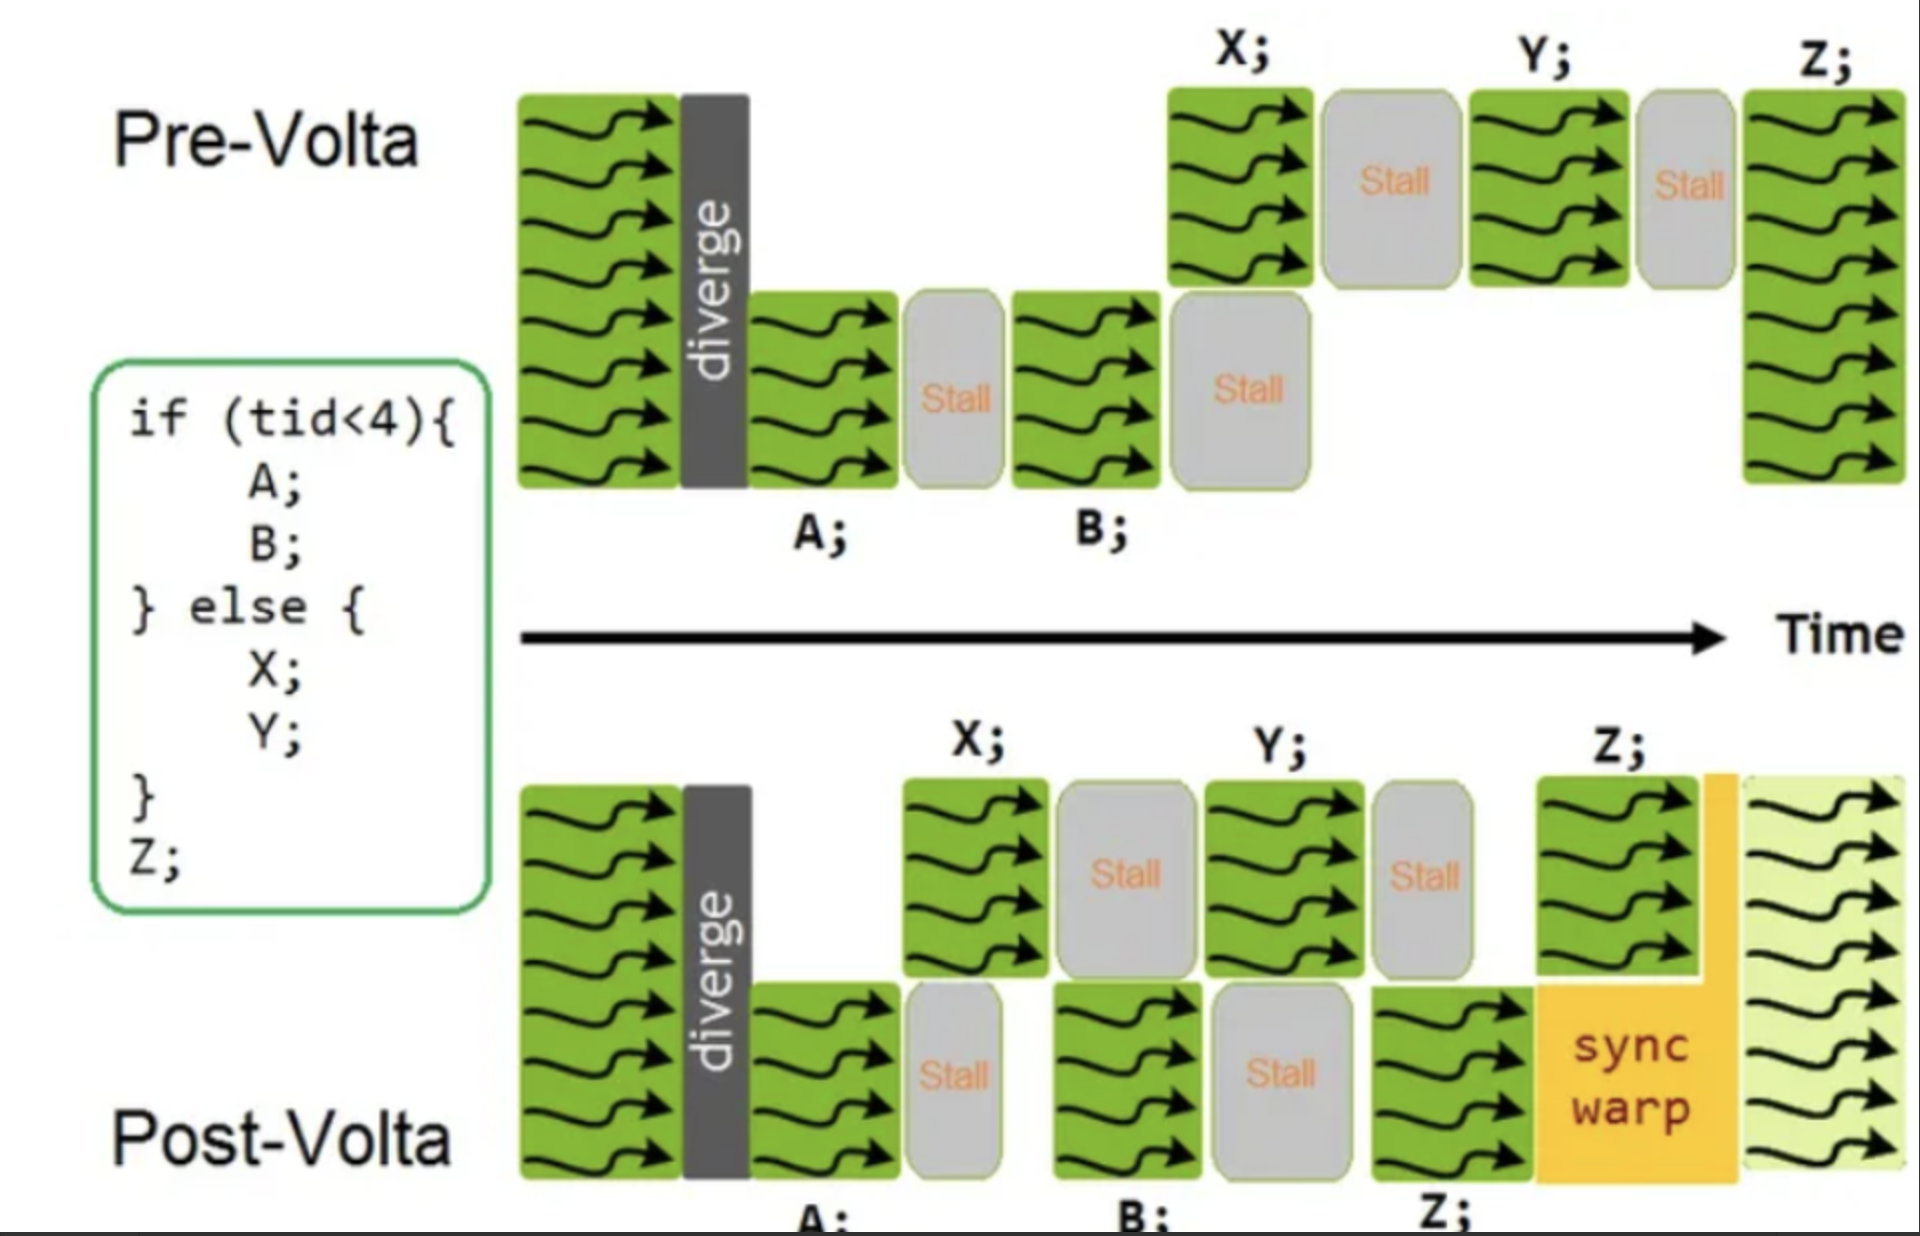 Pre-Volta
X;
Y;
Z;
diverge
Stall
Stall
Stall
Stall
A;
B;
if (tid<4){
A;
B;
} else {
X;
Y;
}
Z;
Time
X;
Y;
Z;
Post-Volta
diverge
Stall
Stall
Stall
Stall
sync
warp
A;
B;
Z;